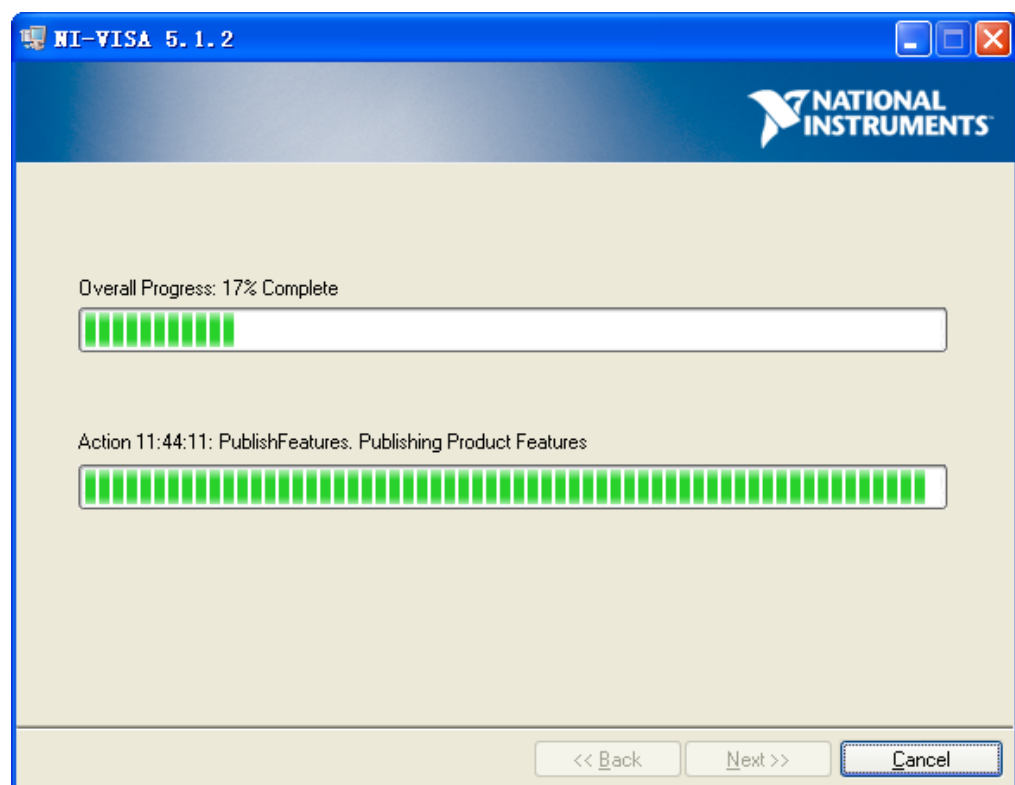 NI-VISA 5.1.2
NATIONAL
INSTRUMENTS
Overall Progress: 17% Complete
Action 11:44:11: PublishFeatures. Publishing Product Features
<< Back
Next >>
Cancel